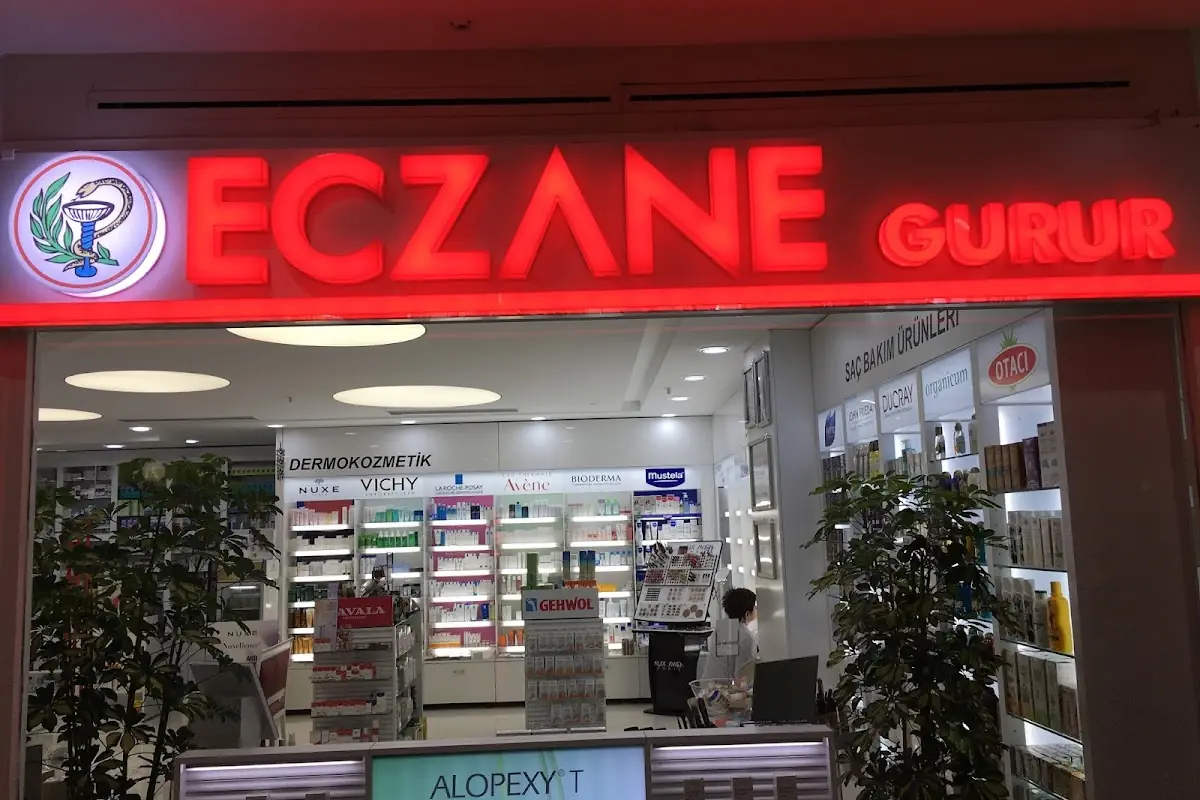 ECZANE GURUR
SAÇ BAKIM ÜRÜNLERİ
DUCRAY
organicum
OTACI
DERMOKOZMETİK
NUXE
VICHY
LA ROCHE-POSAY
Avène
BIODERMA
Mustela
GEHWOL
NUXE
ALOPEXY® T